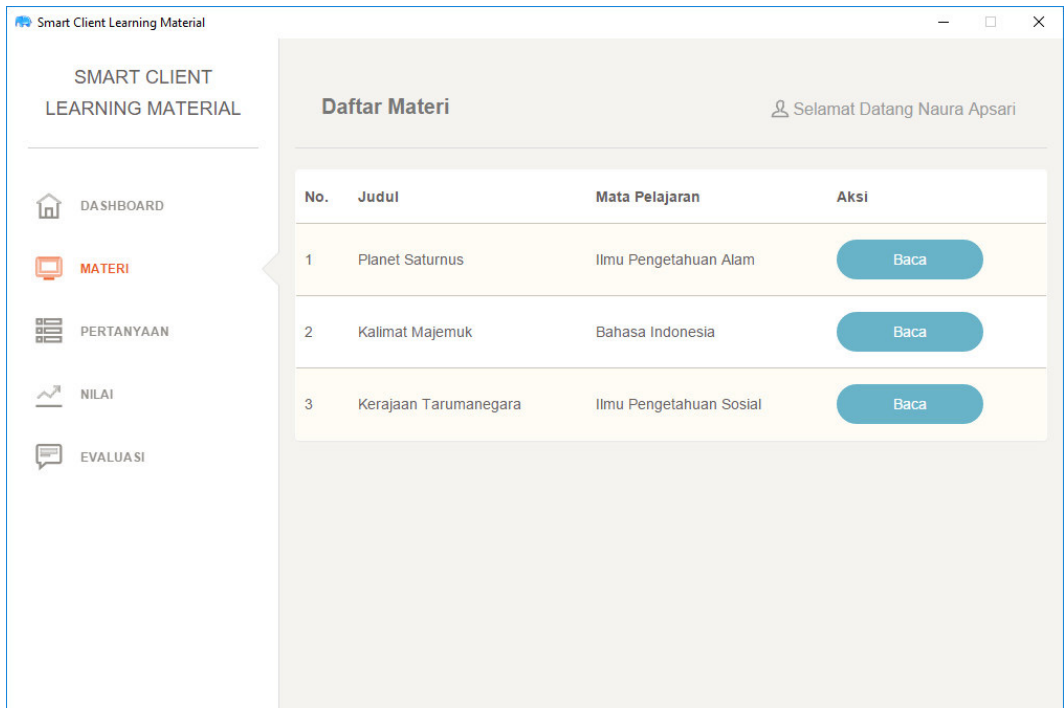 Smart Client Learning Material
SMART CLIENT
LEARNING MATERIAL
DASHBOARD
MATERI
PERTANYAAN
NILAI
EVALUASI
Daftar Materi
Selamat Datang Naura Apsari
No. Judul Mata Pelajaran Aksi
1 Planet Saturnus Ilmu Pengetahuan Alam Baca
2 Kalimat Majemuk Bahasa Indonesia Baca
3 Kerajaan Tarumanegara Ilmu Pengetahuan Sosial Baca